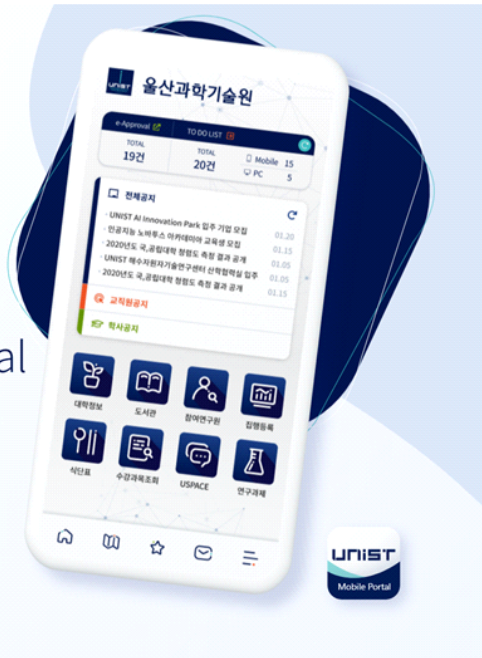 UNIST 울산과학기술원
e-Approval TO DO LIST
TOTAL TOTAL Mobile 15
19건 20건 PC 5
전체공지
· UNIST AI Innovation Park 입주 기업 모집 01.20
· 인공지능 노바투스 아카데미아 교육생 모집 01.15
· 2020년도 국,공립대학 청렴도 측정 결과 공개 01.05
· UNIST 해수자원자기술연구센터 산학협력실 입주 01.05
· 2020년도 국,공립대학 청렴도 측정 결과 공개 01.15
교직원공지
학사공지
al
대학정보 도서관 참여연구원 집행등록
식단표 수강과목조회 USPACE 연구과제
UNIST
Mobile Portal